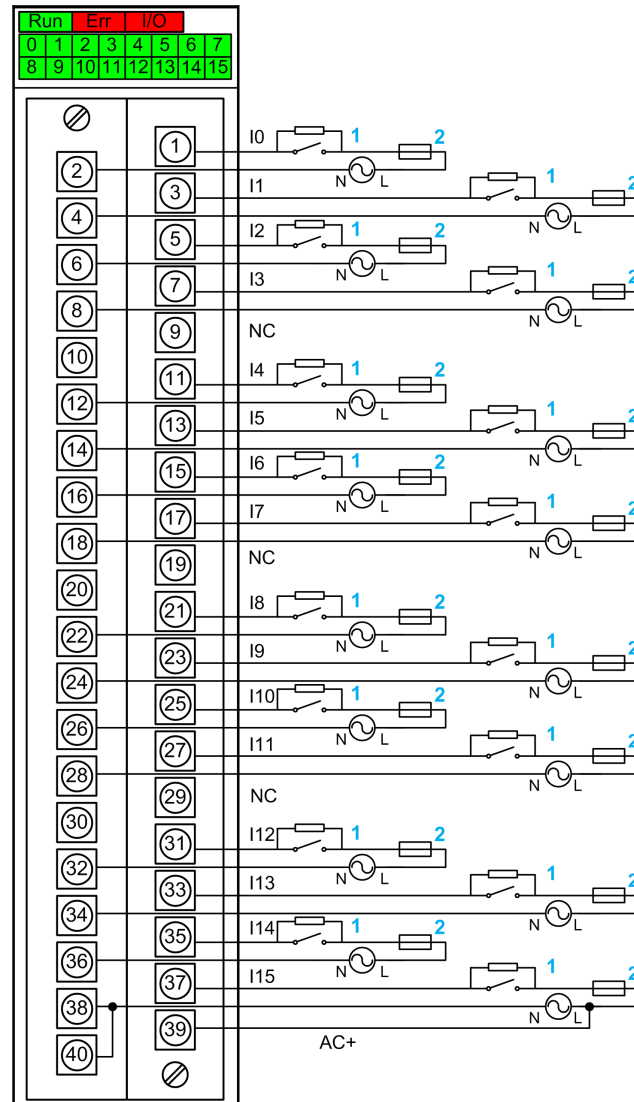 Run Err I/O
0 1 2 3 4 5 6 7
8 9 10 11 12 13 14 15
1 I0 1 2
2 N L
3 I1 1 2
4 N L
5 I2 1 2
6 N L
7 I3 1 2
8 N L
9 NC
10
11 I4 1 2
12 N L
13 I5 1 2
14 N L
15 I6 1 2
16 N L
17 I7 1 2
18 N L
19 NC
20
21 I8 1 2
22 N L
23 I9 1 2
24 N L
25 I10 1 2
26 N L
27 I11 1 2
28 N L
29 NC
30
31 I12 1 2
32 N L
33 I13 1 2
34 N L
35 I14 1 2
36 N L
37 I15 1 2
38 N L
39 AC+
40